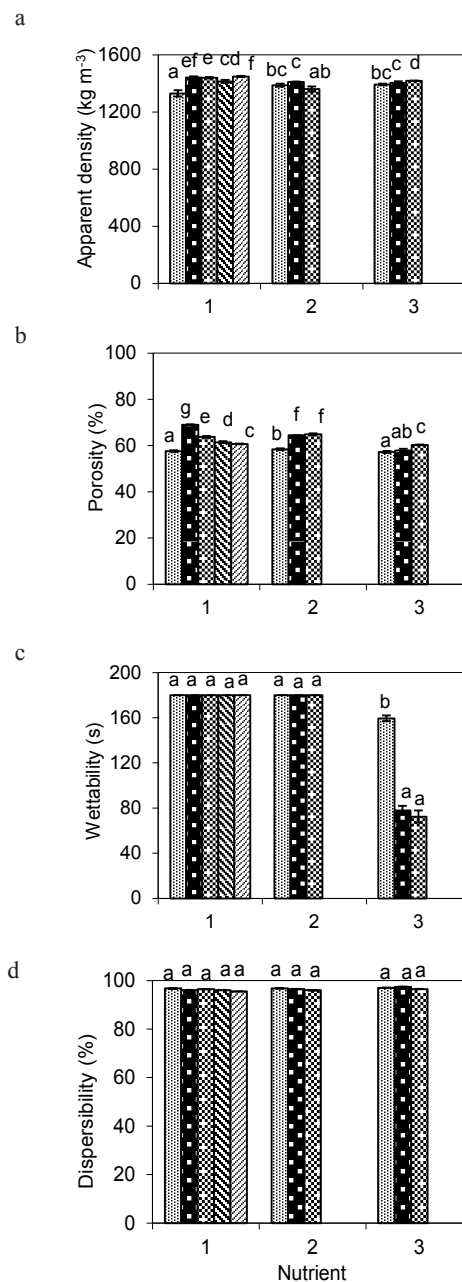 a
Apparent density (kg m-3)
1600
1200
800
400
0
a ef e cd f bc c ab bc c d
1 2 3
b
Porosity (%)
100
80
60
40
20
0
a g e d c b f f a ab c
1 2 3
c
Wettability (s)
200
160
120
80
40
0
a a a a a a a a b a a
1 2 3
d
Dispersibility (%)
100
80
60
40
20
0
a a a a a a a a a a a
1 2 3
Nutrient